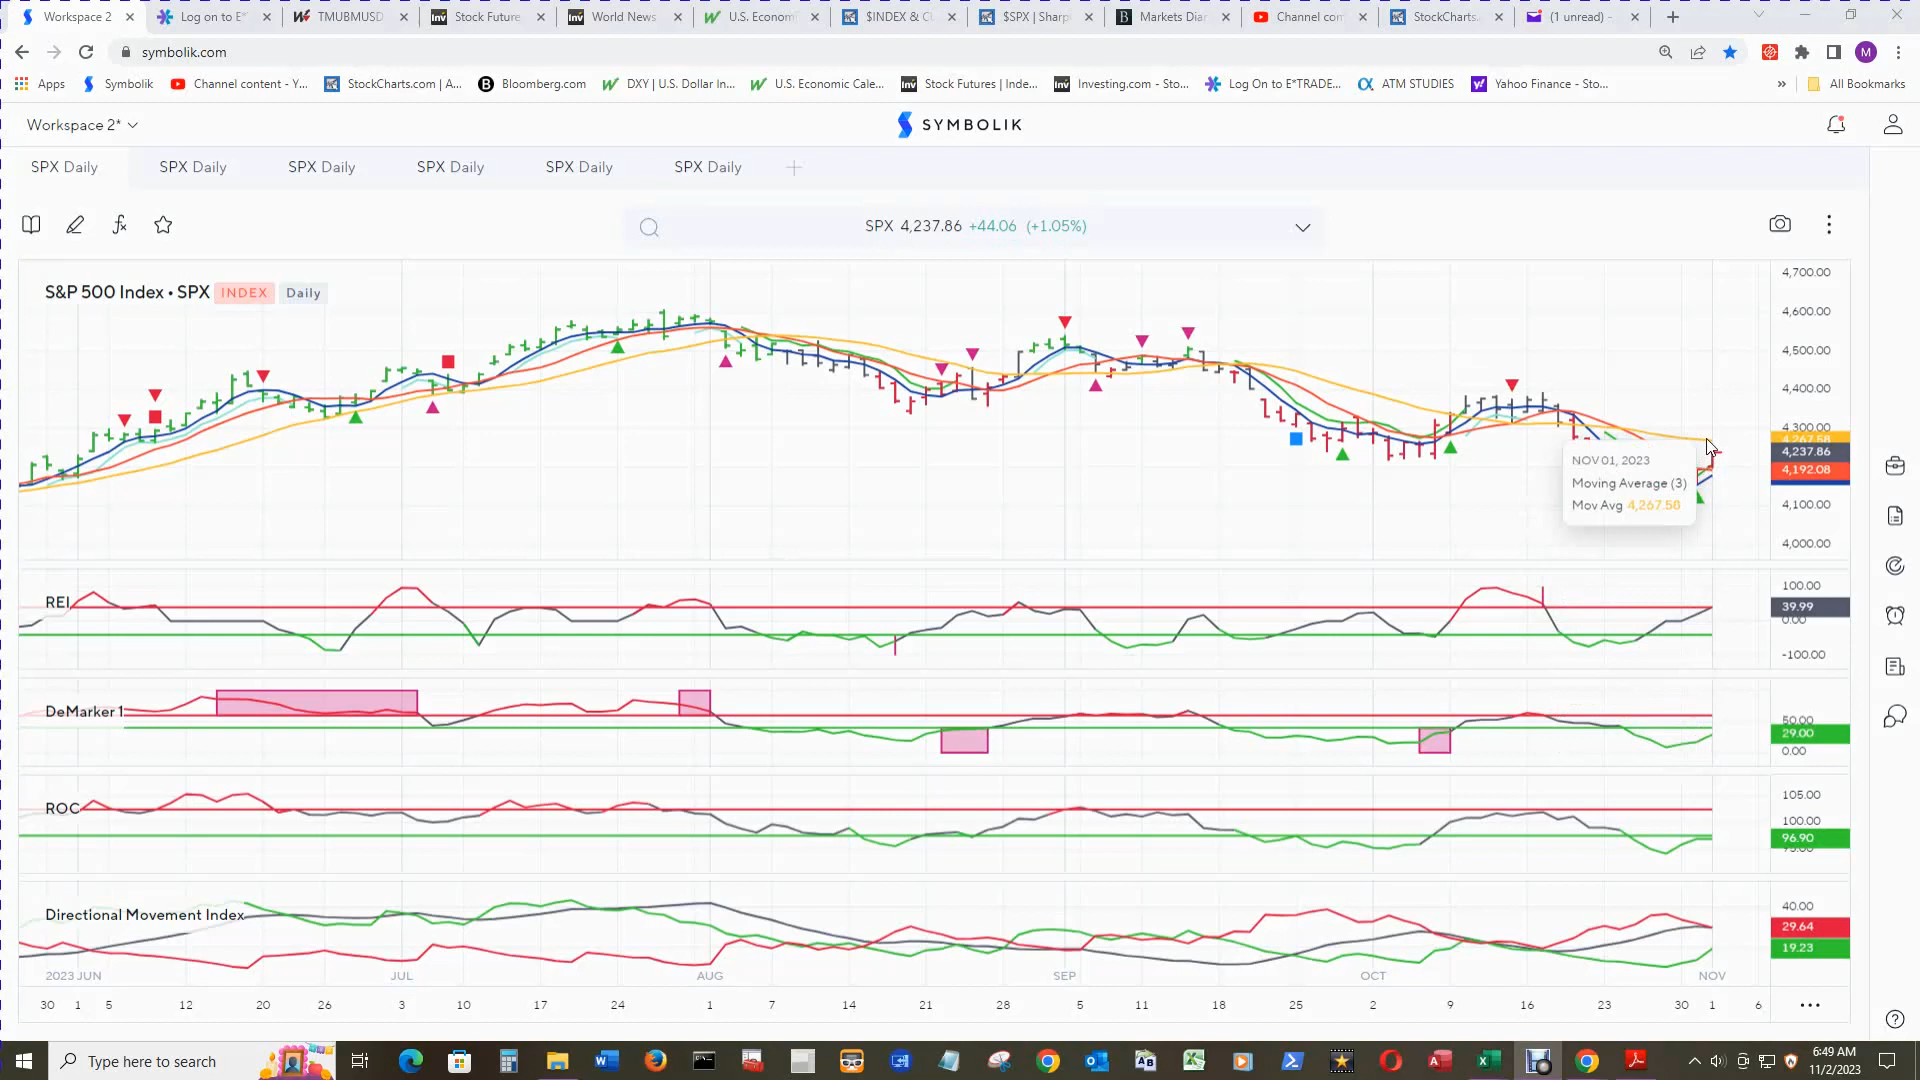 Workspace 2
Log on to E*
TMUBMUSD
Stock Future
World News
U.S. Econom
$INDEX & C
$SPX | Sharp
Markets Dia
Channel con
StockCharts.
(1 unread) -
symbolik.com
M
Apps
Symbolik
Channel content - Y...
StockCharts.com | A...
Bloomberg.com
DXY | U.S. Dollar In...
U.S. Economic Cale...
Stock Futures | Inde...
Investing.com - Sto...
Log On to E*TRADE...
ATM STUDIES
Yahoo Finance - Sto...
»
All Bookmarks
Workspace 2*
SYMBOLIK
SPX Daily
SPX Daily
SPX Daily
SPX Daily
SPX Daily
SPX Daily
SPX 4,237.86 +44.06 (+1.05%)
S&P 500 Index • SPX INDEX Daily
4,700.00
4,600.00
4,500.00
4,400.00
4,300.00
4,267.58
4,237.86
4,192.08
4,100.00
4,000.00
NOV 01, 2023
Moving Average (3)
Mov Avg 4,267.58
REI
100.00
39.99
0.00
-100.00
DeMarker 1
50.00
29.00
0.00
ROC
105.00
100.00
96.90
95.00
Directional Movement Index
40.00
29.64
19.23
2023 JUN JUL AUG SEP OCT NOV
30 1 5 12 20 26 3 10 17 24 1 7 14 21 28 5 11 18 25 2 9 16 23 30 1 6
Type here to search
6:49 AM
11/2/2023